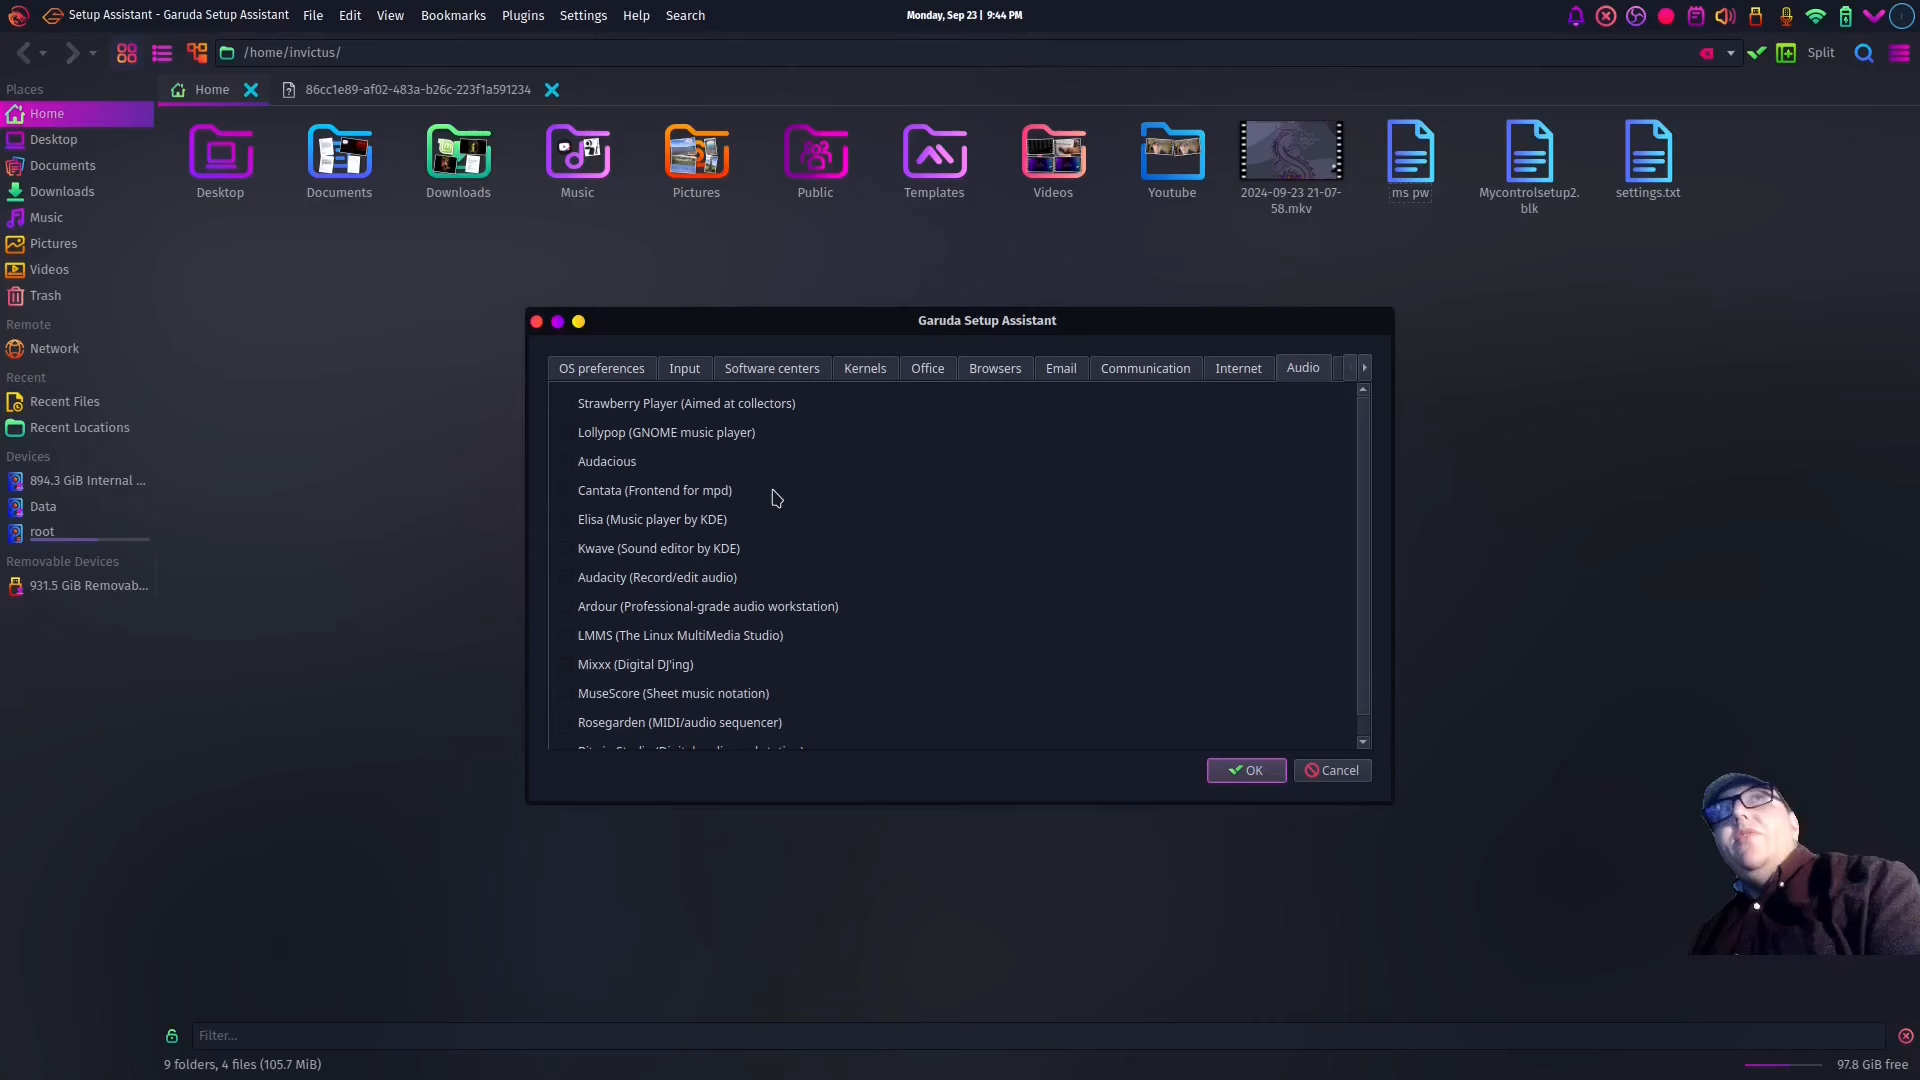 Setup Assistant - Garuda Setup Assistant File Edit View Bookmarks Plugins Settings Help Search
Monday, Sep 23 | 9:44 PM
/home/invictus/
Split
Places
Home
Desktop
Documents
Downloads
Music
Pictures
Videos
Trash
Remote
Network
Recent
Recent Files
Recent Locations
Devices
894.3 GiB Internal ...
Data
root
Removable Devices
931.5 GiB Removab...
Home
86cc1e89-af02-483a-b26c-223f1a591234
Desktop
Documents
Downloads
Music
Pictures
Public
Templates
Videos
Youtube
2024-09-23 21-07-
58.mkv
ms pw
Mycontrolsetup2.
blk
settings.txt
Garuda Setup Assistant
OS preferences Input Software centers Kernels Office Browsers Email Communication Internet Audio
Strawberry Player (Aimed at collectors)
Lollypop (GNOME music player)
Audacious
Cantata (Frontend for mpd)
Elisa (Music player by KDE)
Kwave (Sound editor by KDE)
Audacity (Record/edit audio)
Ardour (Professional-grade audio workstation)
LMMS (The Linux MultiMedia Studio)
Mixxx (Digital DJ'ing)
MuseScore (Sheet music notation)
Rosegarden (MIDI/audio sequencer)
OK
Cancel
Filter...
9 folders, 4 files (105.7 MiB)
97.8 GiB free